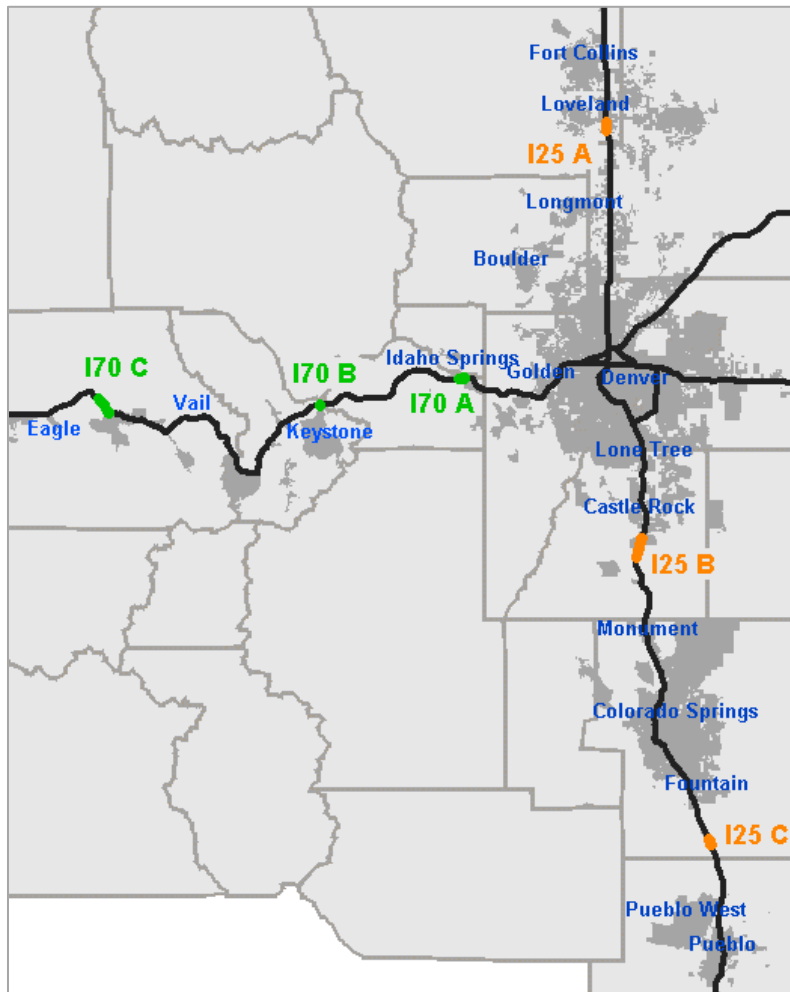 Fort Collins
Loveland
I25 A
Longmont
Boulder
Idaho Springs
Golden
Denver
I70 C
I70 B
I70 A
Vail
Eagle
Keystone
Lone Tree
Castle Rock
I25 B
Monument
Colorado Springs
Fountain
I25 C
Pueblo West
Pueblo